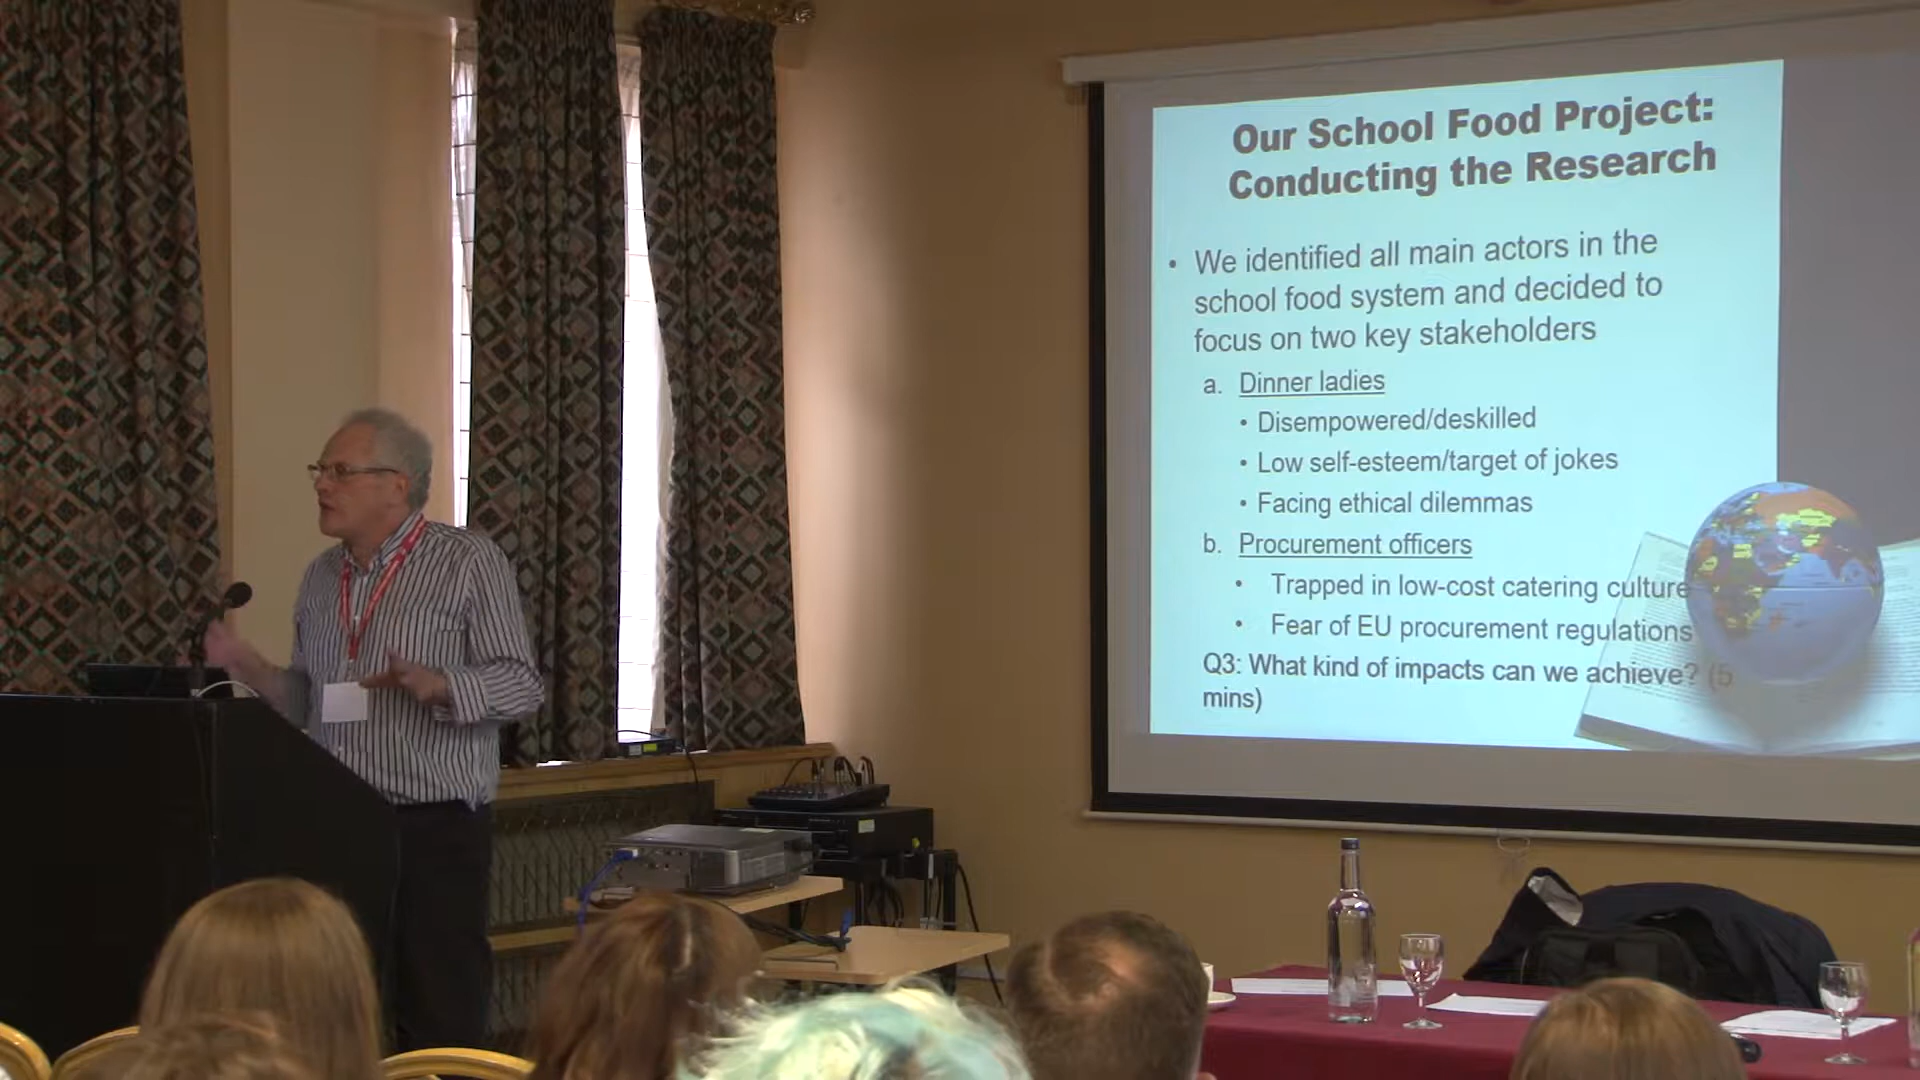 Our School Food Project:
Conducting the Research
• We identified all main actors in the
school food system and decided to
focus on two key stakeholders
a. Dinner ladies
• Disempowered/deskilled
• Low self-esteem/target of jokes
• Facing ethical dilemmas
b. Procurement officers
• Trapped in low-cost catering culture
• Fear of EU procurement regulations
Q3: What kind of impacts can we achieve? (5
mins)